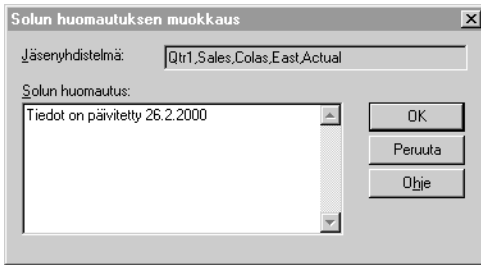 Solun huomautuksen muokkaus
Jäsenyhdistelmä: Qtr1,Sales,Colas,East,Actual
Solun huomautus:
Tiedot on päivitetty 26.2.2000
OK
Peruuta
Ohje